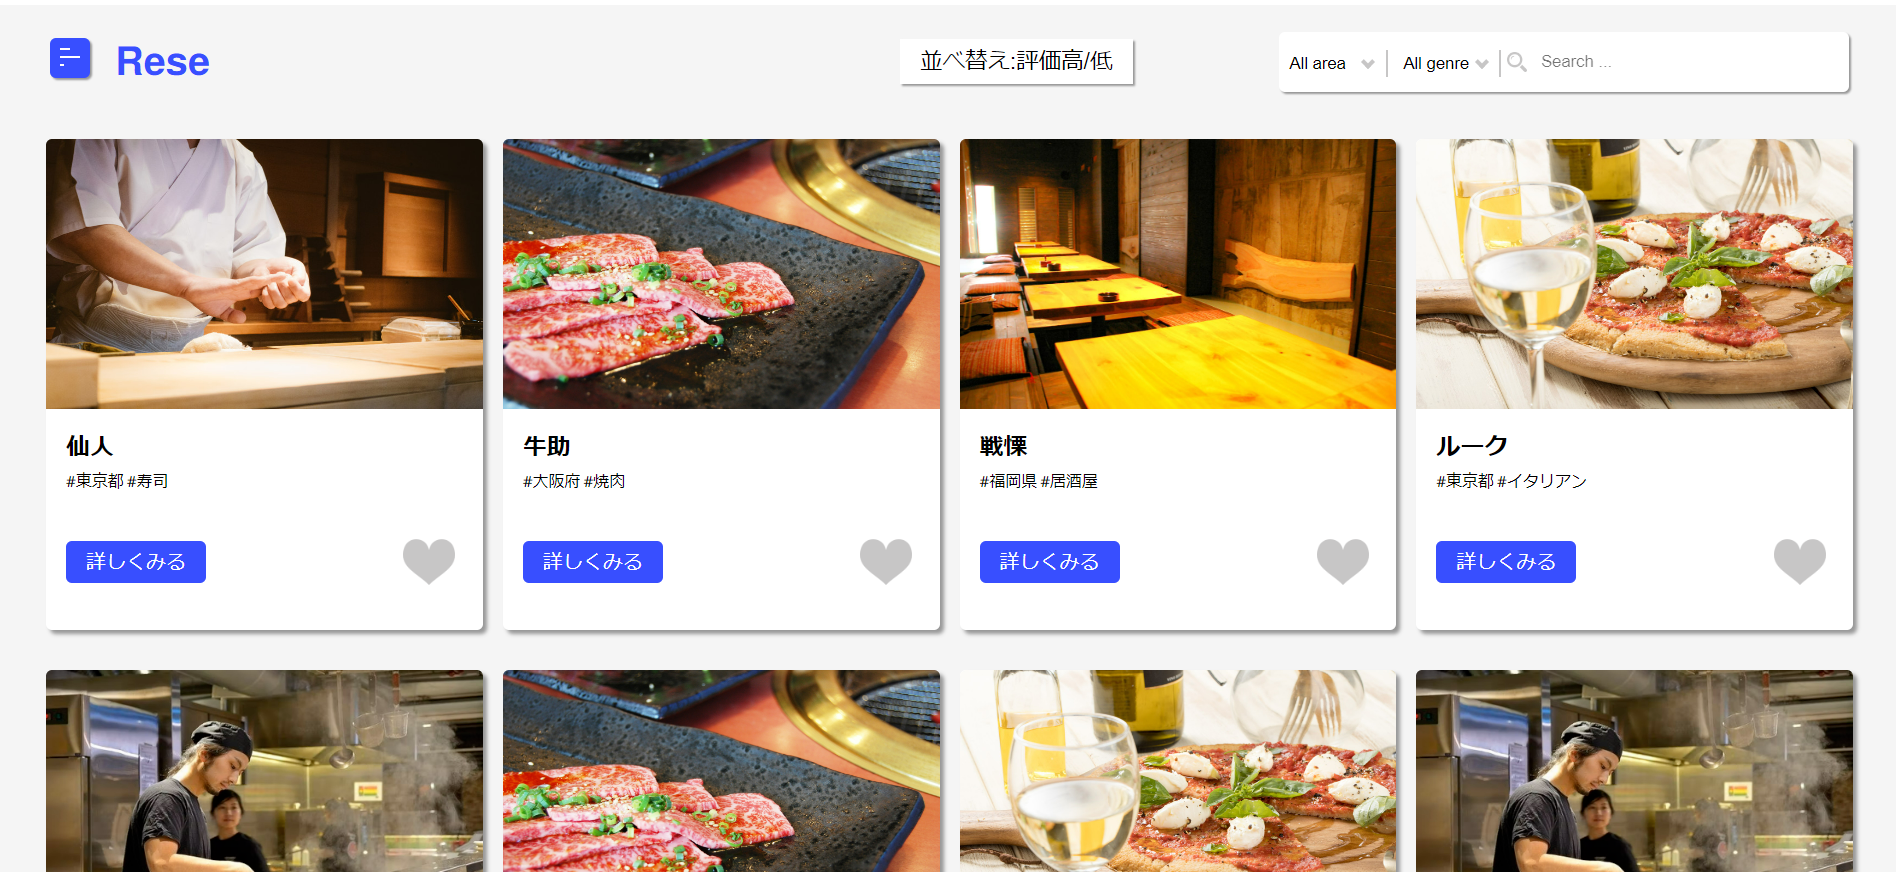 Rese
並べ替え:評価高/低
All area
All genre
Search ...
仙人
#東京都 #寿司
詳しくみる
牛助
#大阪府 #焼肉
詳しくみる
戦慄
#福岡県 #居酒屋
詳しくみる
ルーク
#東京都 #イタリアン
詳しくみる